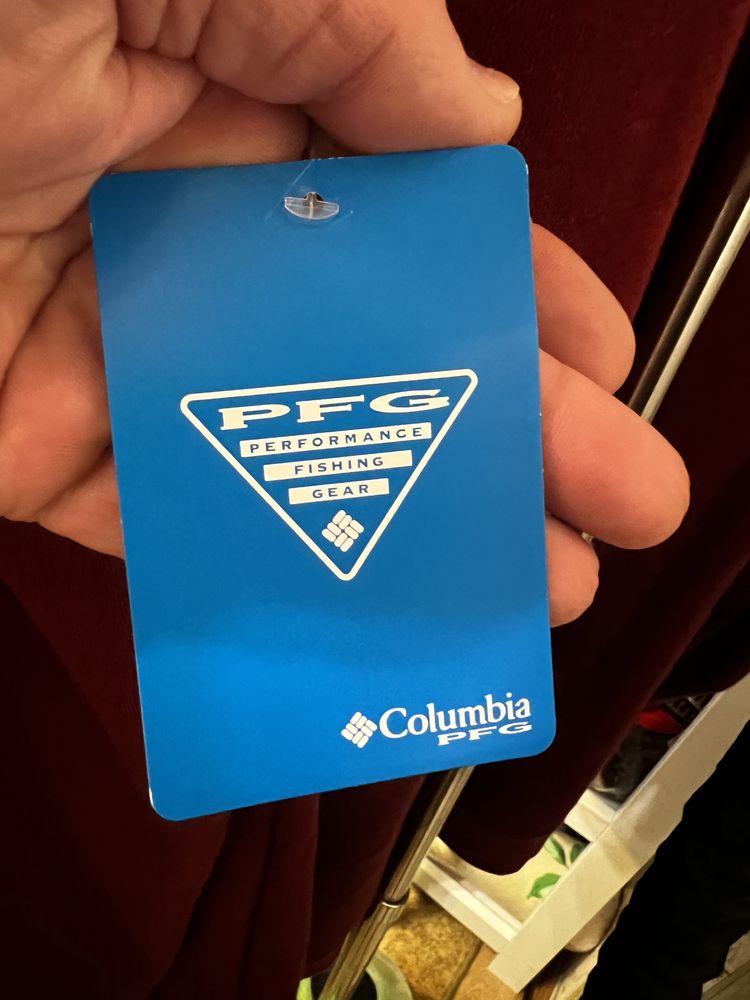 PFG
PERFORMANCE
FISHING
GEAR
Columbia
PFG